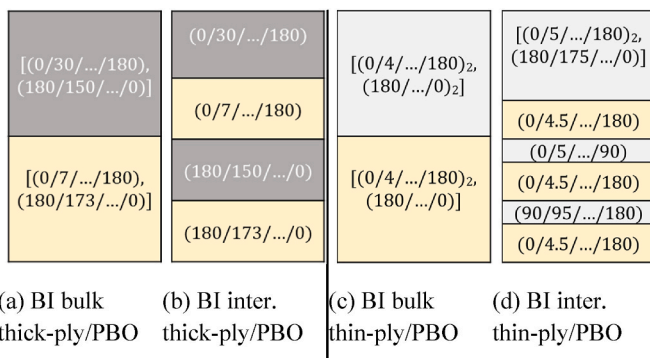 [(0/30/.../180),
(180/150/.../0)]
[(0/7/.../180),
(180/173/.../0)]
(0/30/.../180)
(0/7/.../180)
(180/150/.../0)
(180/173/.../0)
[(0/4/.../180)₂,
(180/.../0)₂]
[(0/4/.../180)₂,
(180/.../0)]
[(0/5/.../180)₂,
(180/175/.../0)]
(0/4.5/.../180)
(0/5/.../90)
(0/4.5/.../180)
(90/95/.../180)
(0/4.5/.../180)
(a) BI bulk
thick-ply/PBO
(b) BI inter.
thick-ply/PBO
(c) BI bulk
thin-ply/PBO
(d) BI inter.
thin-ply/PBO